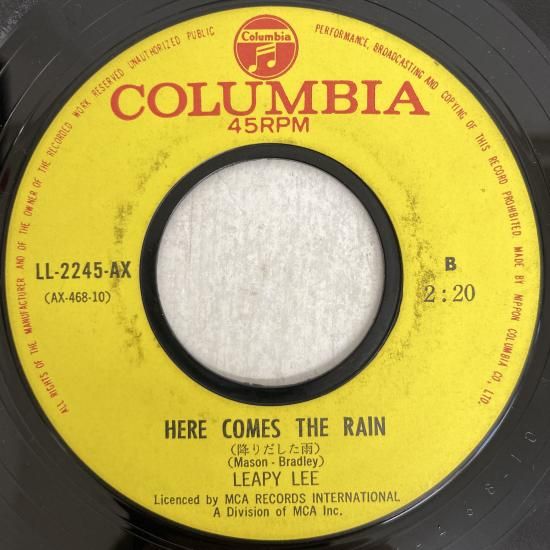 ALL RIGHTS OF THE MANUFACTURER AND OF THE OWNER OF THE RECORDED WORK RESERVED UNAUTHORIZED PUBLIC PERFORMANCE, BROADCASTING AND COPYING OF THIS RECORD PROHIBITED. MADE BY NIPPON COLUMBIA CO., LTD.
Columbia
COLUMBIA
45RPM
LL-2245-AX
(AX-468-10)
B
2:20
HERE COMES THE RAIN
(降りだした雨)
(Mason - Bradley)
LEAPY LEE
Licenced by MCA RECORDS INTERNATIONAL
A Division of MCA Inc.